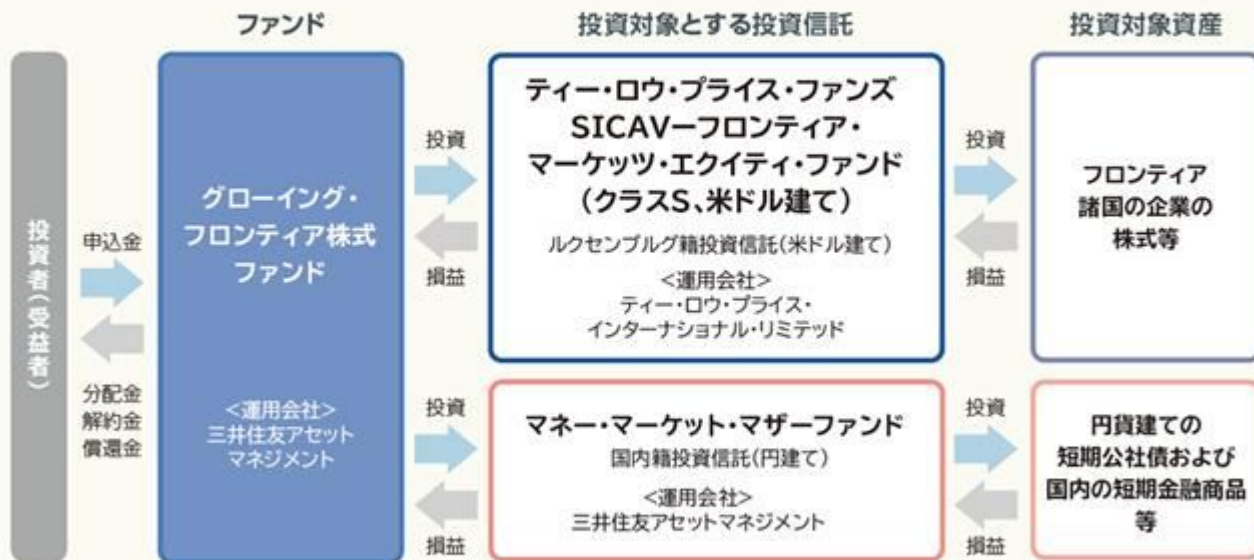 ファンド
投資対象とする投資信託
投資対象資産
投資者(受益者)
申込金
分配金
解約金
償還金
グローイング・
フロンティア株式
ファンド
<運用会社>
三井住友アセット
マネジメント
投資
損益
投資
損益
ティー・ロウ・プライス・ファンズ
SICAVーフロンティア・
マーケッツ・エクイティ・ファンド
(クラスS、米ドル建て)
ルクセンブルグ籍投資信託(米ドル建て)
<運用会社>
ティー・ロウ・プライス・
インターナショナル・リミテッド
マネー・マーケット・マザーファンド
国内籍投資信託(円建て)
<運用会社>
三井住友アセットマネジメント
投資
損益
投資
損益
フロンティア
諸国の企業の
株式等
円貨建ての
短期公社債および
国内の短期金融商品
等